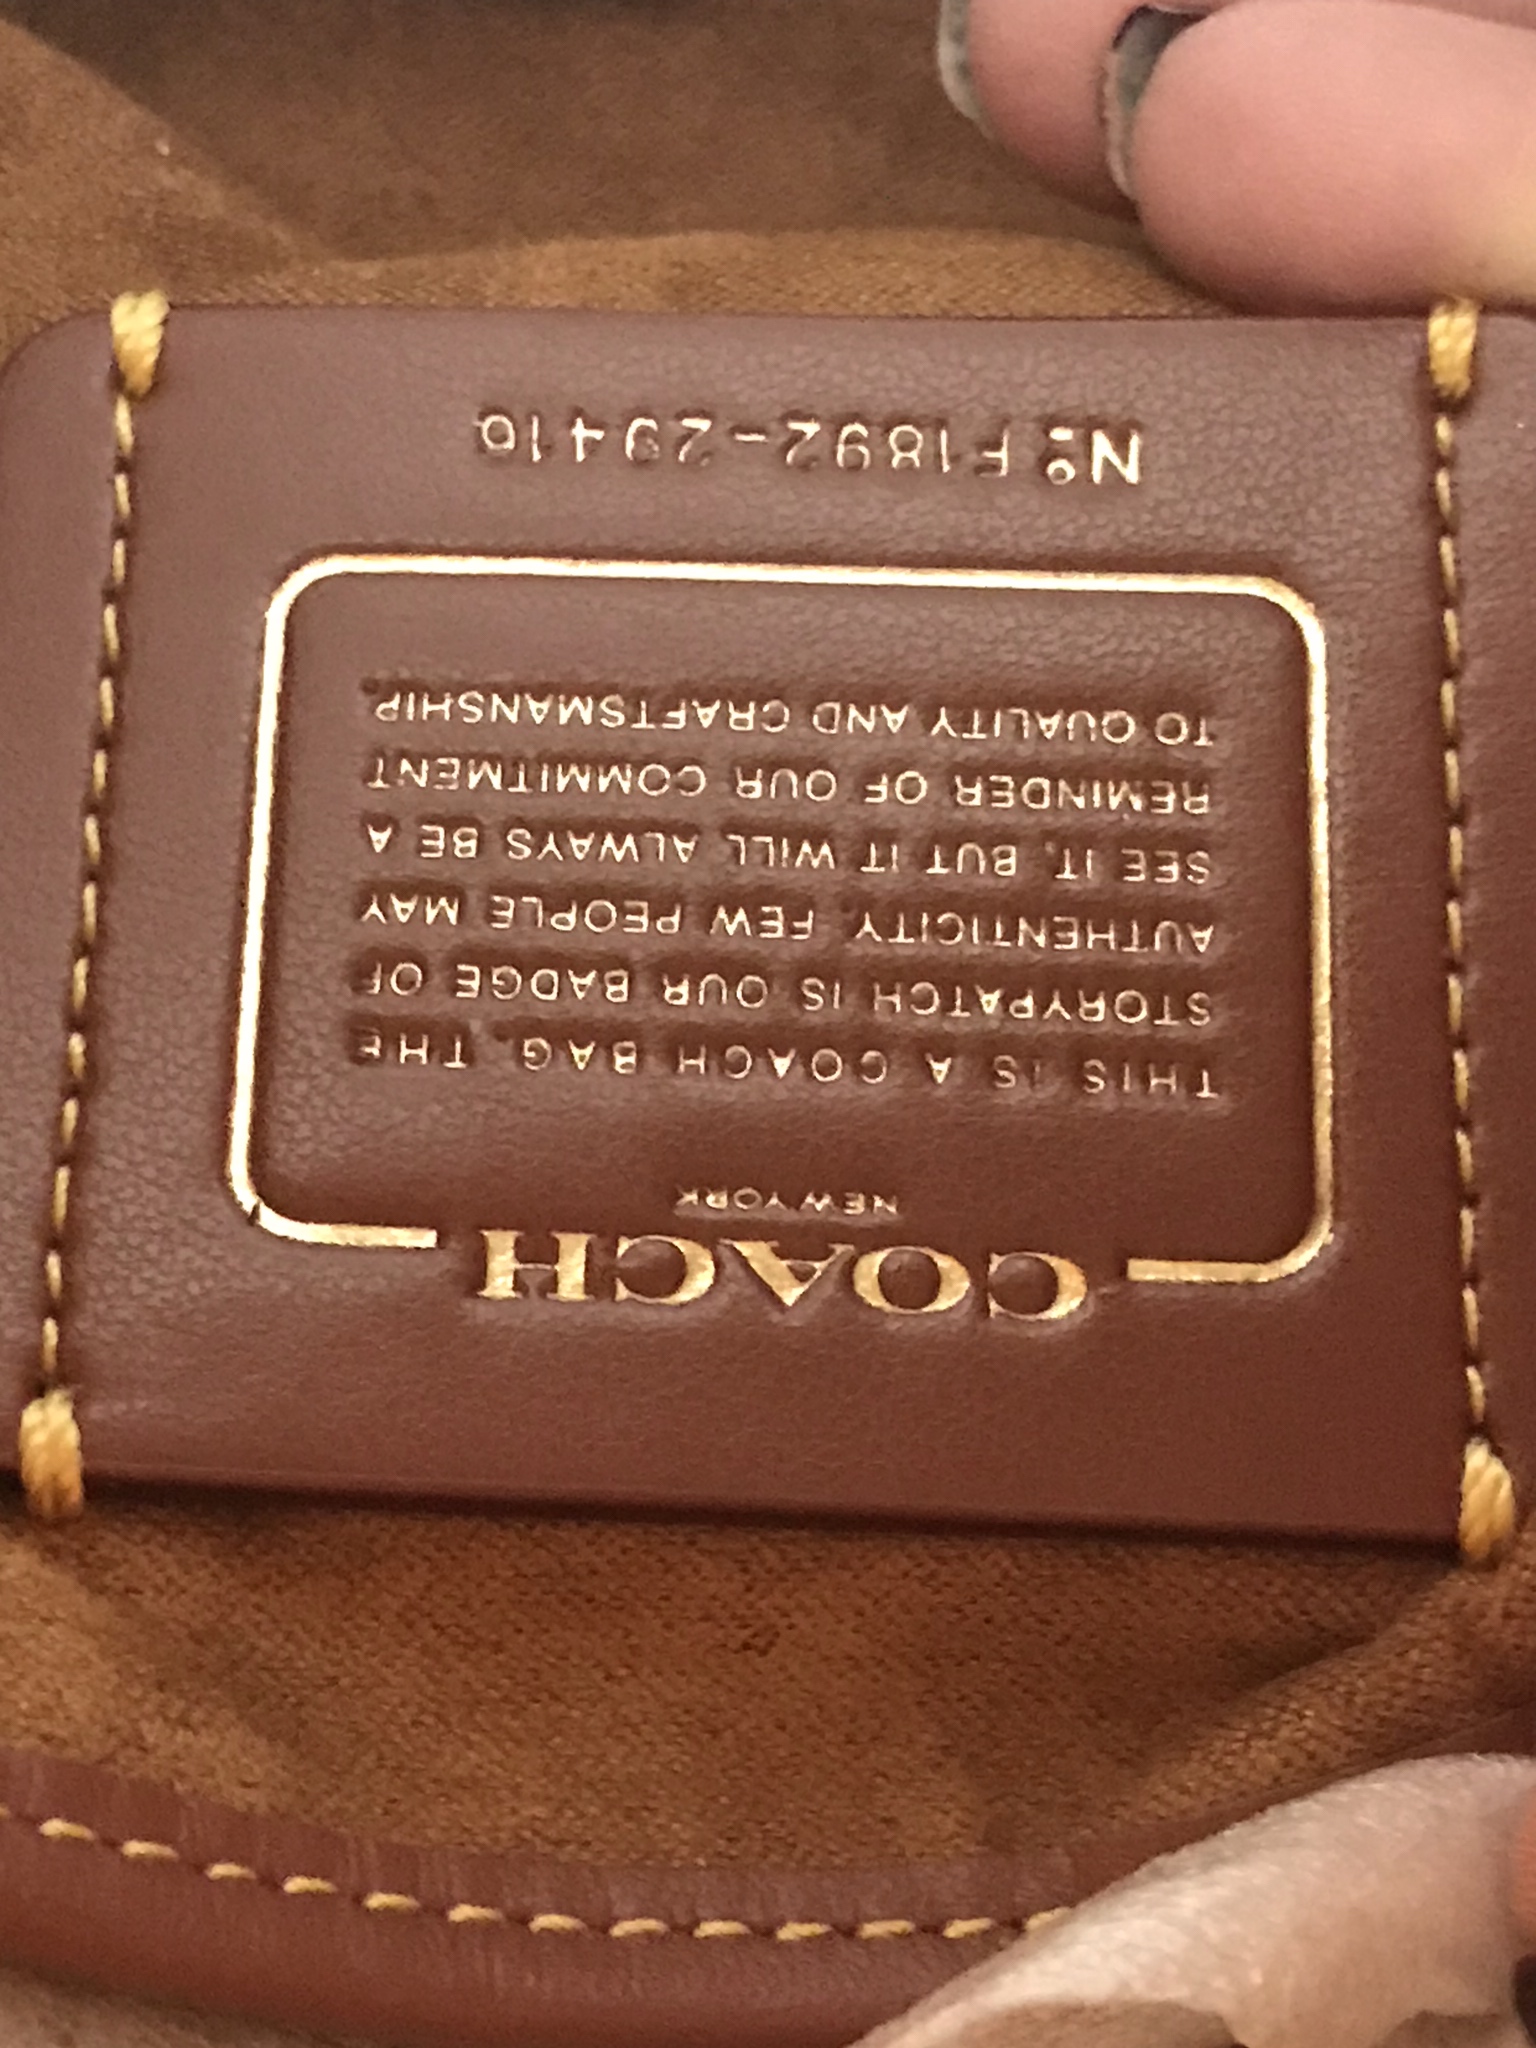 COACH
NEW YORK
THIS IS A COACH BAG. THE
STORYPATCH IS OUR BADGE OF
AUTHENTICITY. FEW PEOPLE MAY
SEE IT, BUT IT WILL ALWAYS BE A
REMINDER OF OUR COMMITMENT
TO QUALITY AND CRAFTSMANSHIP.
Nº F1892-29410